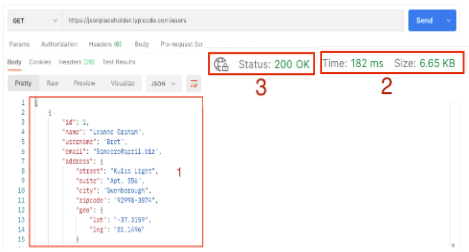 GET https://jsonplaceholder.typicode.com/users Send
Params Authorization Headers (6) Body Pre-request
Body Cookies Headers (26) Test Results Status: 200 OK Time: 182 ms Size: 6.65 KB
3 2
Pretty Raw Preview Visualize JSON
1 [
2 {
3 "id": 1,
4 "name": "Leanne Graham",
5 "username": "Bret",
6 "email": "Sincere@april.biz",
7 "address": {
8 "street": "Kulas Light", 1
9 "suite": "Apt. 556",
10 "city": "Gwenborough",
11 "zipcode": "92998-3874",
12 "geo": {
13 "lat": "-37.3159",
14 "lng": "81.1496"
15 }